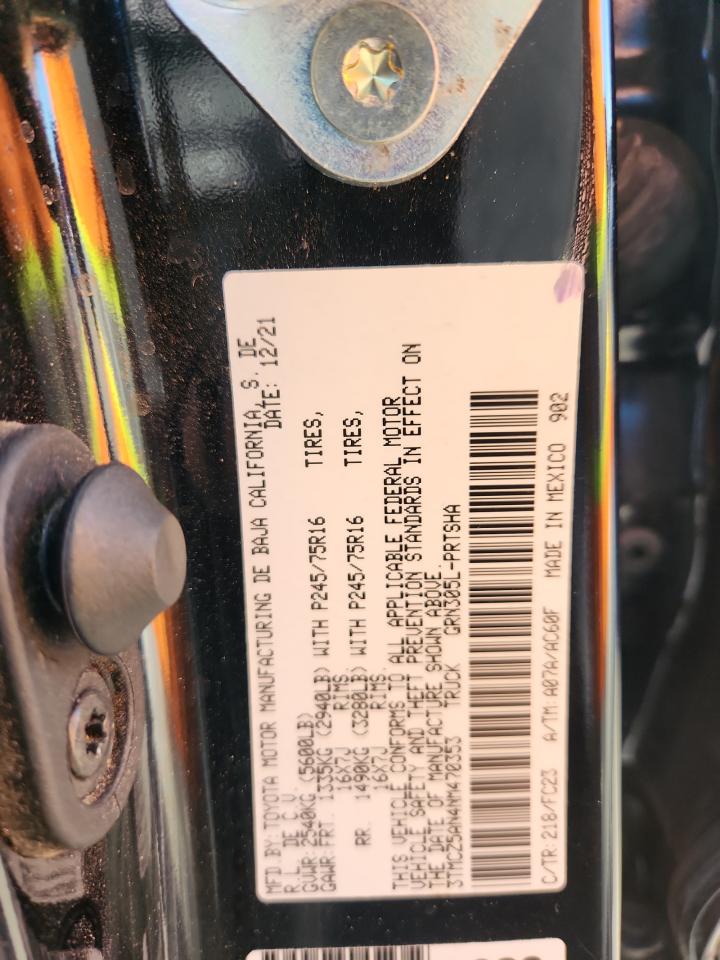 MFD BY: TOYOTA MOTOR MANUFACTURING DE BAJA CALIFORNIA, S. DE
R.L. DE C.V. DATE: 12/21
GVWR: 2540KG (5600LB)
GAWR: FRT. 1335KG (2940LB) WITH P245/75R16 TIRES,
16X7J RIMS.
RR. 1490KG (3280LB) WITH P245/75R16 TIRES,
16X7J RIMS.
THIS VEHICLE CONFORMS TO ALL APPLICABLE FEDERAL MOTOR
VEHICLE SAFETY AND THEFT PREVENTION STANDARDS IN EFFECT ON
THE DATE OF MANUFACTURE SHOWN ABOVE.
3TMCZ5AN4NM470353 TRUCK GRN305L-PRTSHA
C/TR: 218/FC23 A/TM: A07A/AC60F MADE IN MEXICO 902